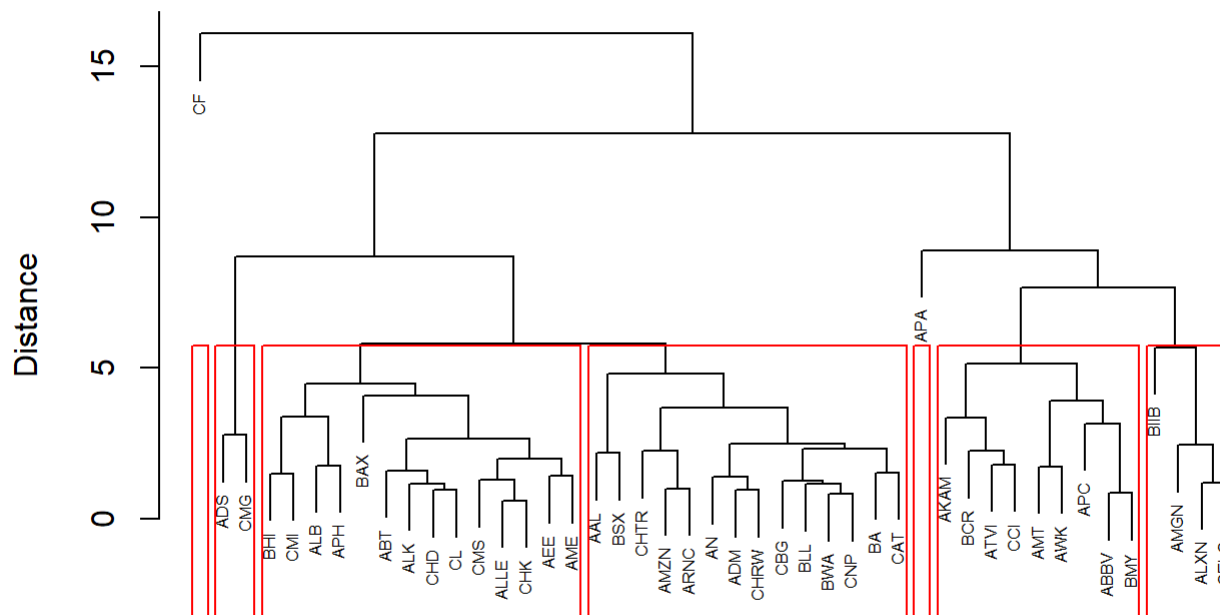 Distance
15
10
5
0
CF
ADS
CMG
BHI
CMI
ALB
APH
BAX
ABT
ALK
CHD
CL
CMS
ALLE
CHK
AEE
AME
AAL
BSX
CHTR
AMZN
ARNC
AN
ADM
CHRW
CBG
BLL
BWA
CNP
BA
CAT
APA
AKAM
BCR
ATVI
CCI
AMT
AWK
APC
ABBV
BMY
BIIB
AMGN
ALXN